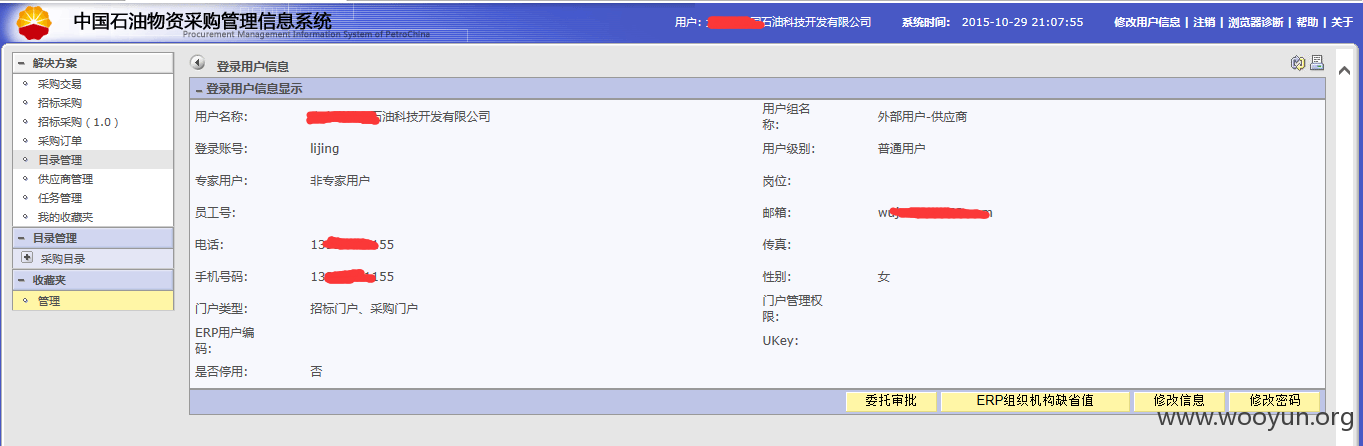 中国石油物资采购管理信息系统
Procurement Management Information System of PetroChina
用户: 国石油科技开发有限公司 系统时间: 2015-10-29 21:07:55 修改用户信息 | 注销 | 浏览器诊断 | 帮助 | 关于
解决方案
采购交易
招标采购
招标采购 ( 1.0 )
采购订单
目录管理
供应商管理
任务管理
我的收藏夹
目录管理
采购目录
收藏夹
管理
登录用户信息
登录用户信息显示
用户名称: 石油科技开发有限公司 用户组名称: 外部用户-供应商
登录账号: lijing 用户级别: 普通用户
专家用户: 非专家用户 岗位:
员工号: 邮箱: wu m
电话: 13 155 传真:
手机号码: 13 155 性别: 女
门户类型: 招标门户、采购门户 门户管理权限:
ERP用户编码: UKey:
是否停用: 否
委托审批 ERP组织机构缺省值 修改信息 修改密码
www.wooyun.org